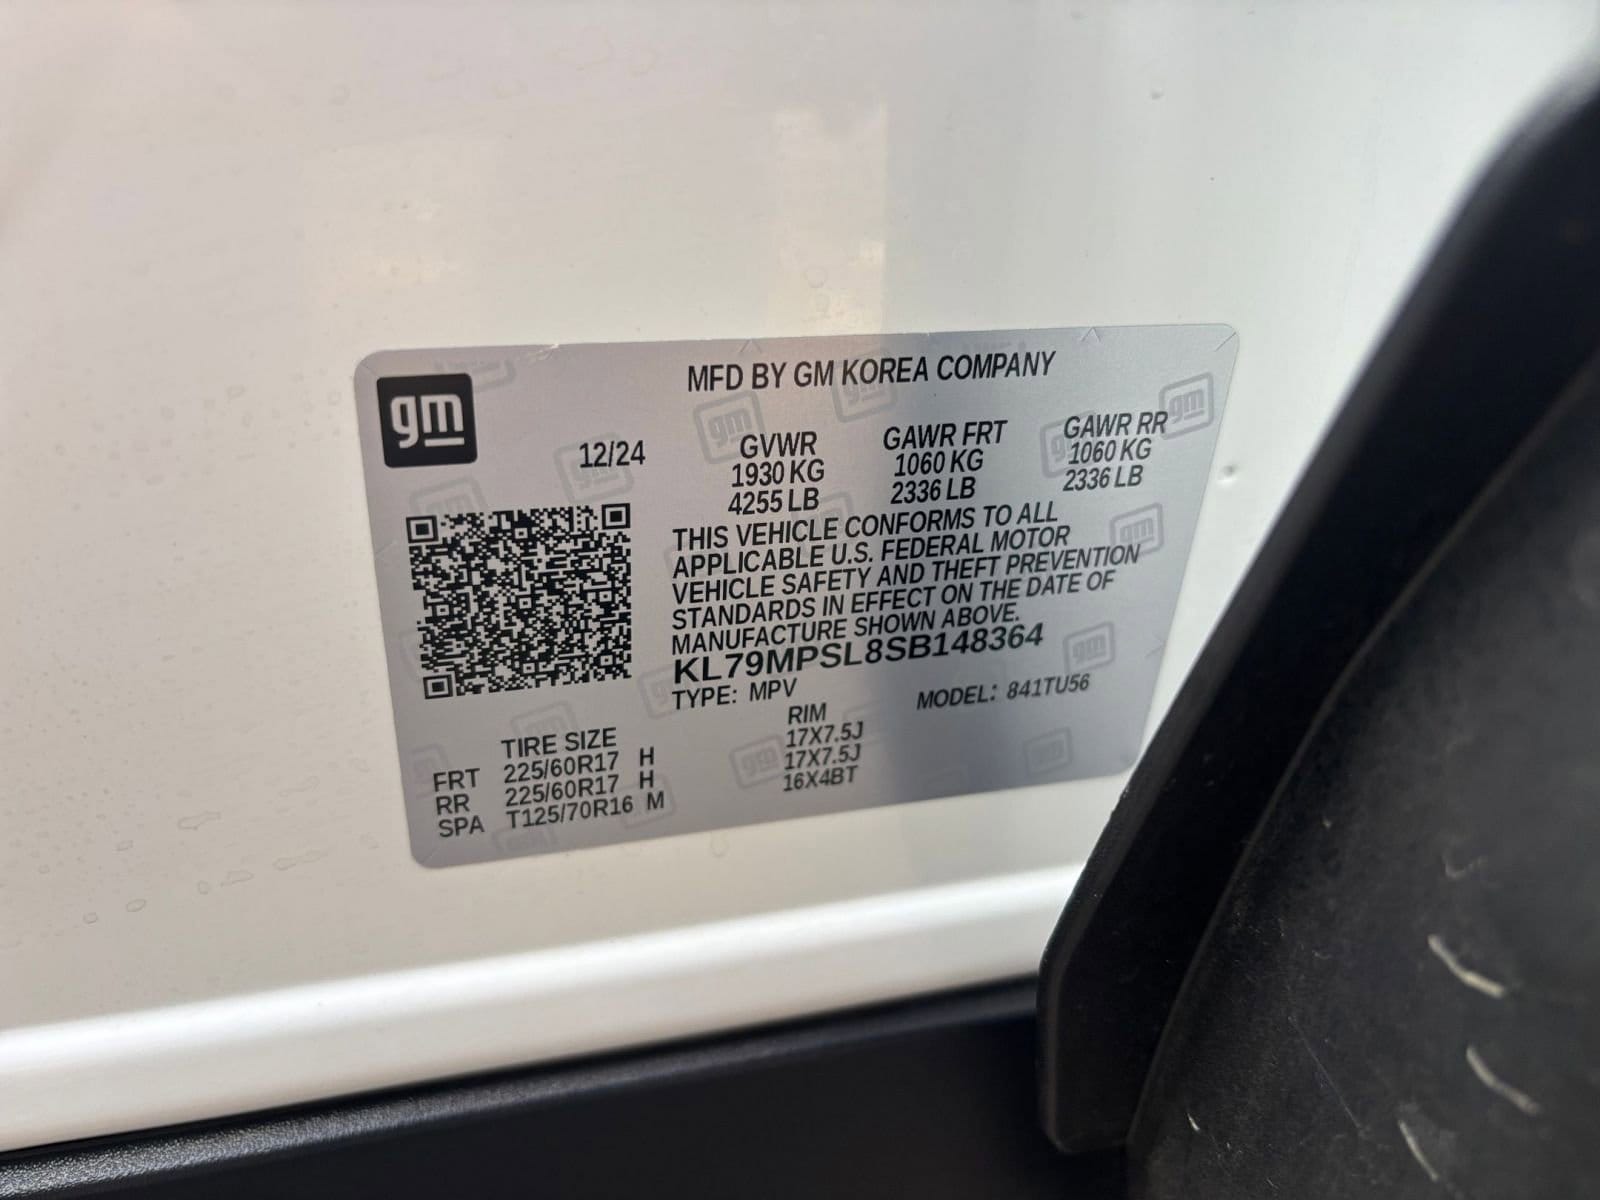 gm
MFD BY GM KOREA COMPANY
12/24
GVWR GAWR FRT GAWR RR
1930 KG 1060 KG 1060 KG
4255 LB 2336 LB 2336 LB
THIS VEHICLE CONFORMS TO ALL
APPLICABLE U.S. FEDERAL MOTOR
VEHICLE SAFETY AND THEFT PREVENTION
STANDARDS IN EFFECT ON THE DATE OF
MANUFACTURE SHOWN ABOVE.
KL79MPSL8SB148364
TYPE: MPV MODEL: 841TU56
TIRE SIZE RIM
FRT 225/60R17 H 17X7.5J
RR 225/60R17 H 17X7.5J
SPA T125/70R16 M 16X4BT